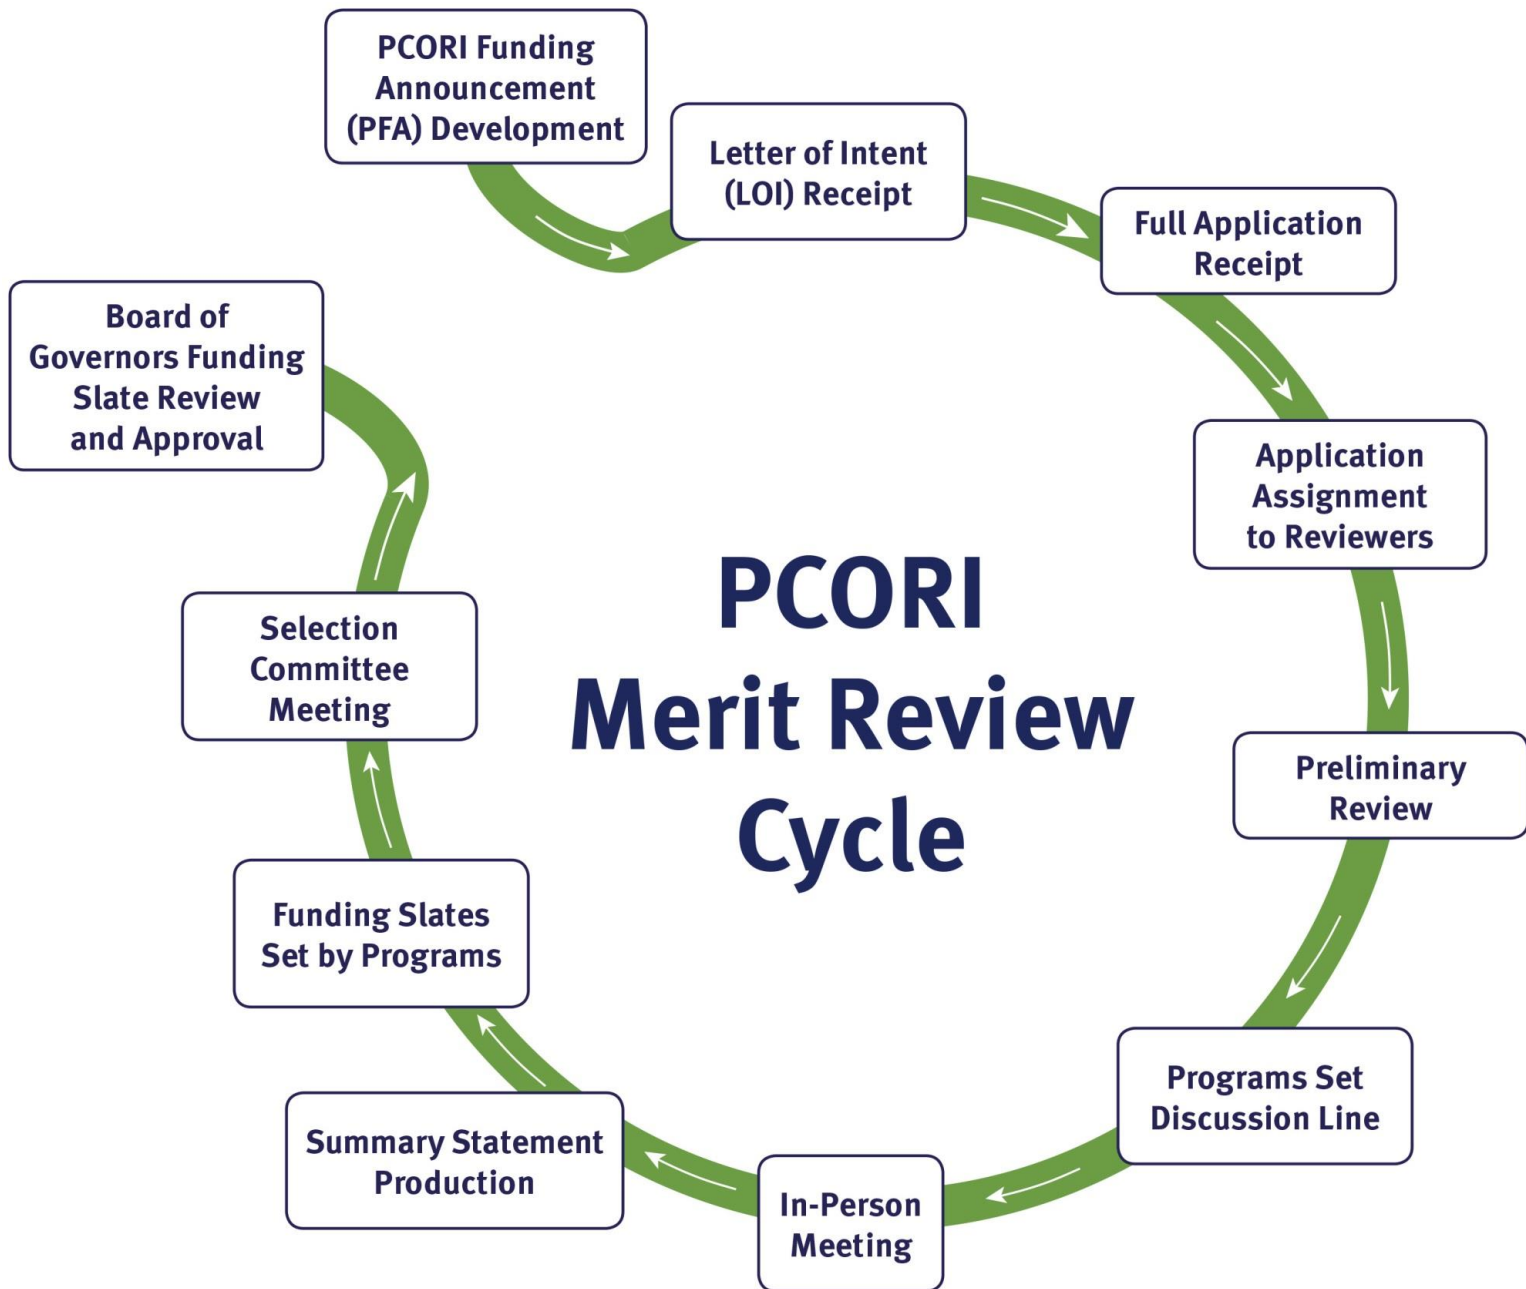 PCORI Funding
Announcement
(PFA) Development
Letter of Intent
(LOI) Receipt
Full Application
Receipt
Application
Assignment
to Reviewers
Preliminary
Review
Programs Set
Discussion Line
In-Person
Meeting
Summary Statement
Production
Funding Slates
Set by Programs
Selection
Committee
Meeting
Board of
Governors Funding
Slate Review
and Approval
PCORI
Merit Review
Cycle